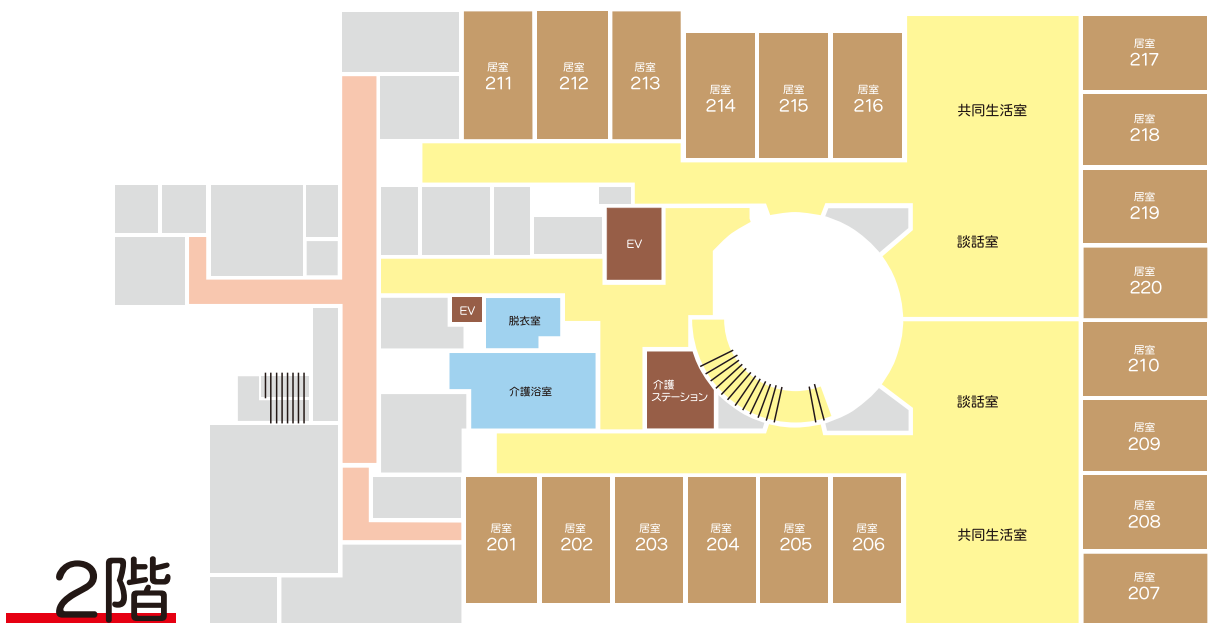 居室
211
居室
212
居室
213
居室
214
居室
215
居室
216
共同生活室
居室
217
居室
218
居室
219
談話室
EV
居室
220
EV
脱衣室
居室
210
介護浴室
介護
ステーション
談話室
居室
209
居室
201
居室
202
居室
203
居室
204
居室
205
居室
206
共同生活室
居室
208
居室
207
2階